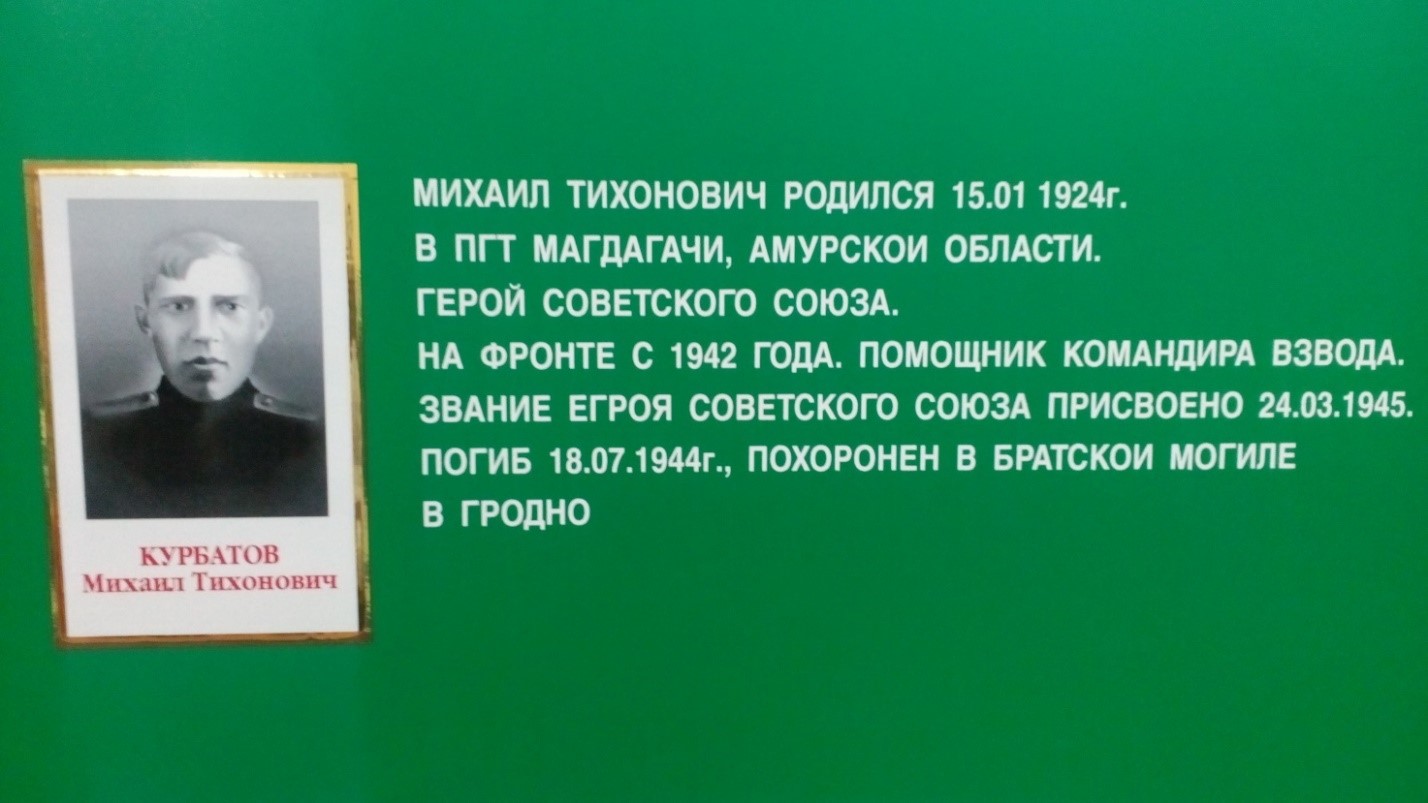 МИХАИЛ ТИХОНОВИЧ РОДИЛСЯ 15.01 1924г.
В ПГТ МАГДАГАЧИ, АМУРСКОИ ОБЛАСТИ.
ГЕРОЙ СОВЕТСКОГО СОЮЗА.
НА ФРОНТЕ С 1942 ГОДА. ПОМОЩНИК КОМАНДИРА ВЗВОДА.
ЗВАНИЕ ЕГРОЯ СОВЕТСКОГО СОЮЗА ПРИСВОЕНО 24.03.1945.
ПОГИБ 18.07.1944г., ПОХОРОНЕН В БРАТСКОИ МОГИЛЕ
В ГРОДНО
КУРБАТОВ
Михаил Тихонович